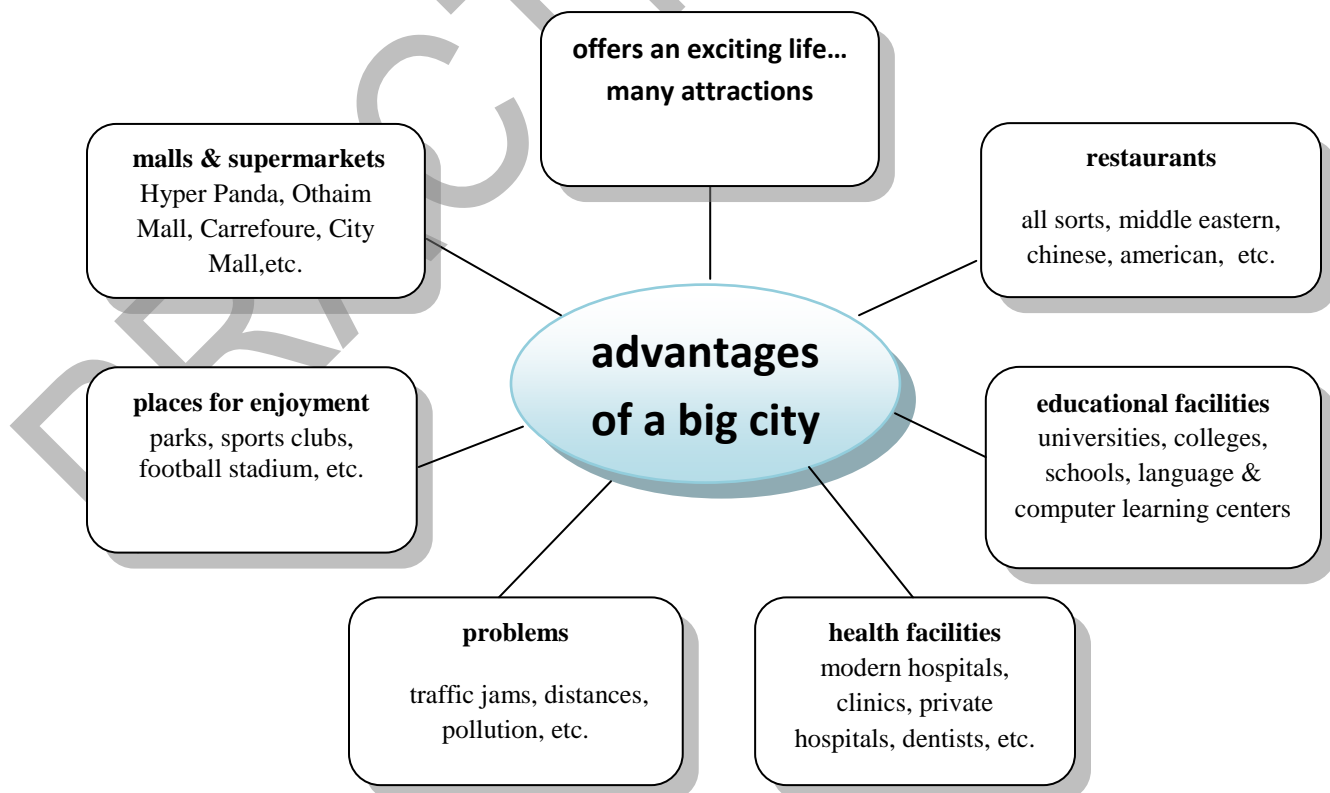 offers an exciting life…
many attractions
malls & supermarkets
Hyper Panda, Othaim
Mall, Carrefoure, City
Mall,etc.
restaurants
all sorts, middle eastern,
chinese, american, etc.
advantages
of a big city
places for enjoyment
parks, sports clubs,
football stadium, etc.
educational facilities
universities, colleges,
schools, language &
computer learning centers
problems
traffic jams, distances,
pollution, etc.
health facilities
modern hospitals,
clinics, private
hospitals, dentists, etc.